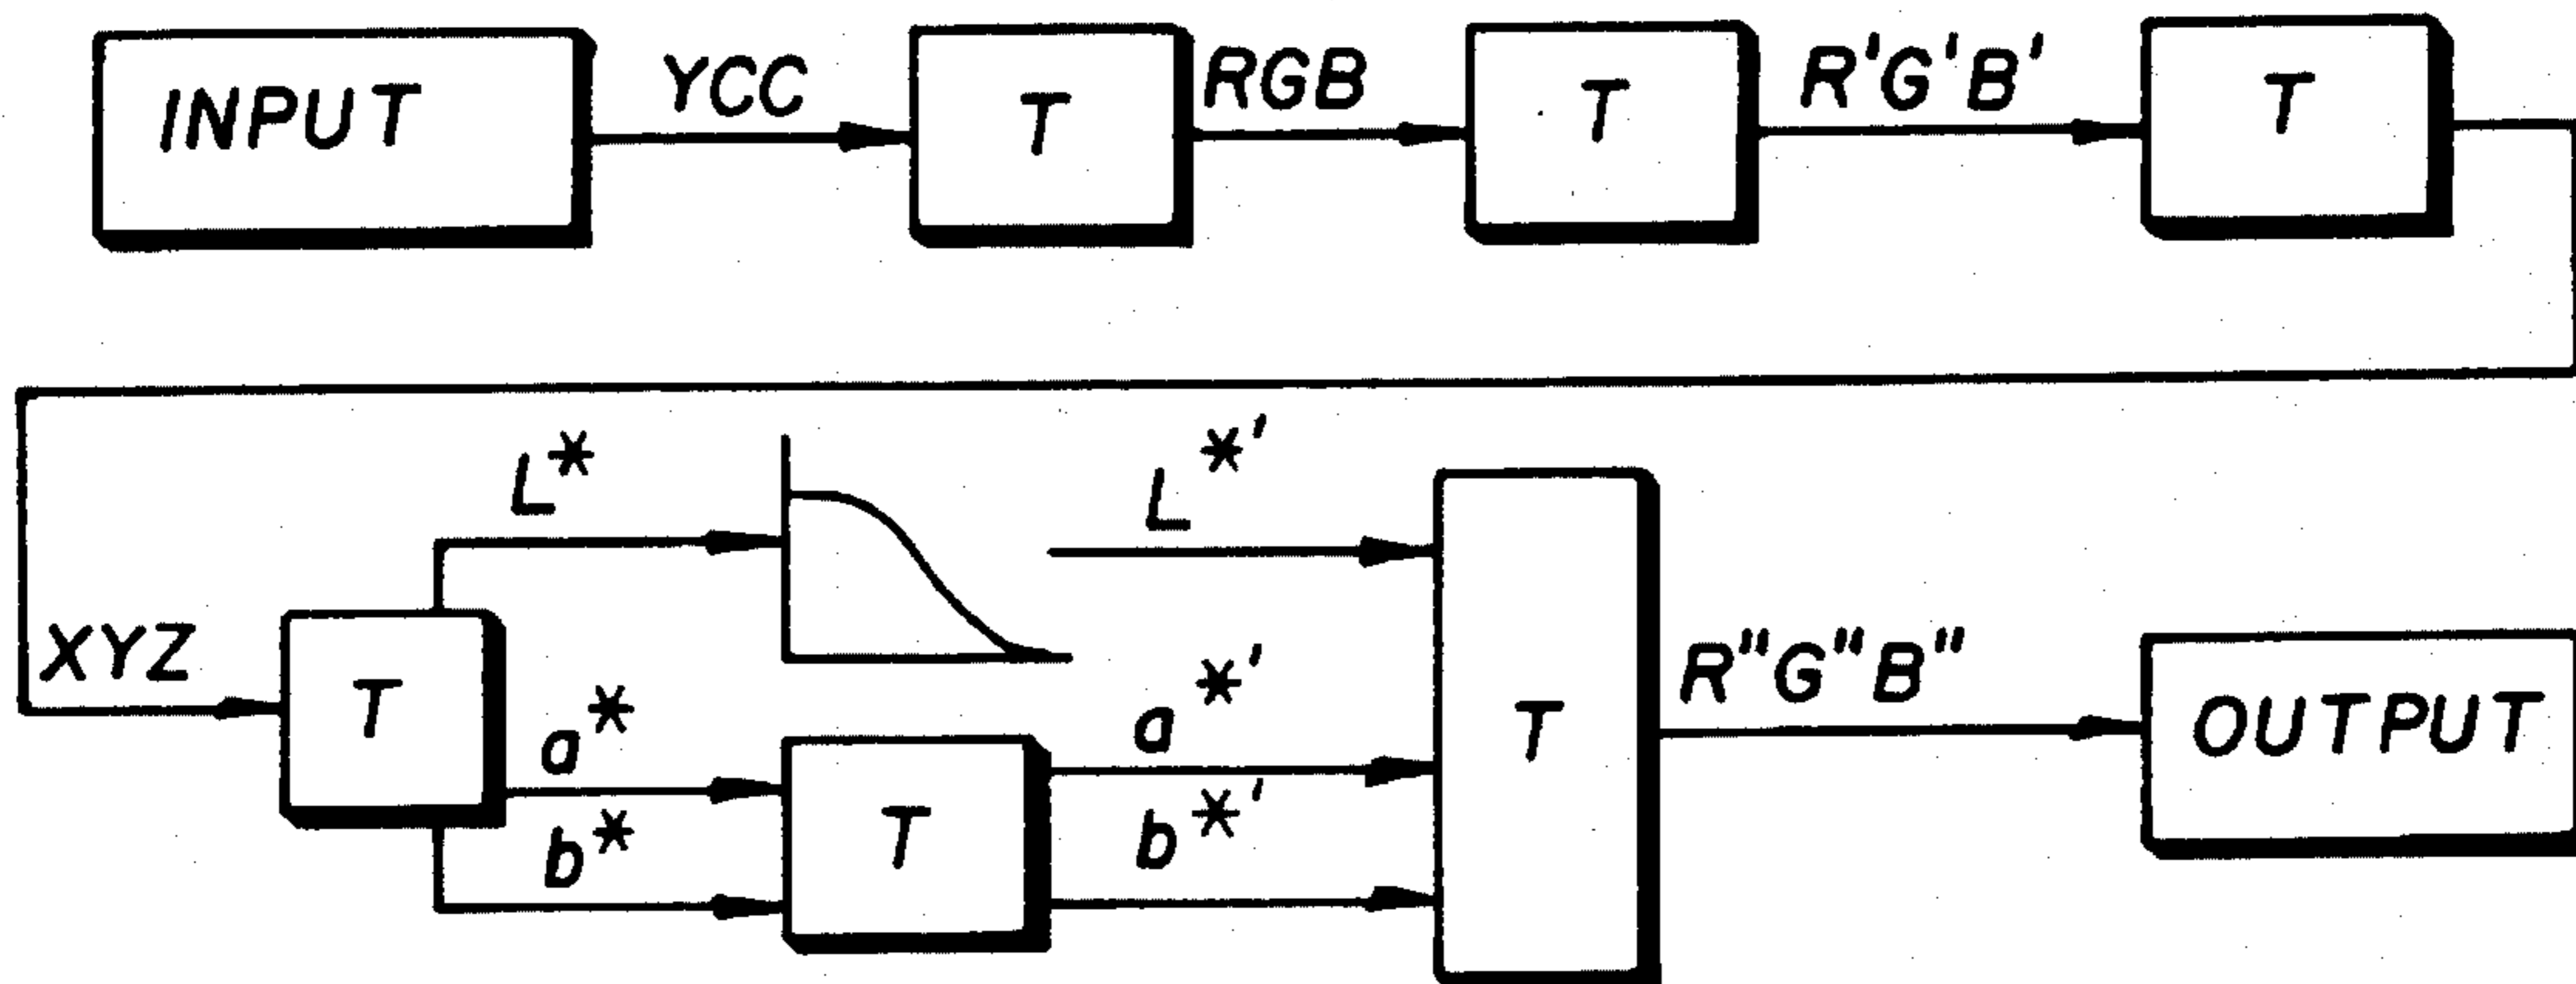 INPUT YCC T RGB T R'G'B' T
L* L*'
XYZ T a* a*' T R"G"B" OUTPUT
b* T b*'